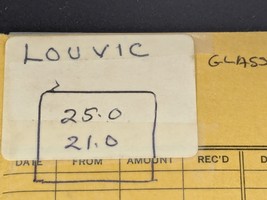 LOUVIC
GLASS
25.0
21.0
DATE FROM AMOUNT REC'D